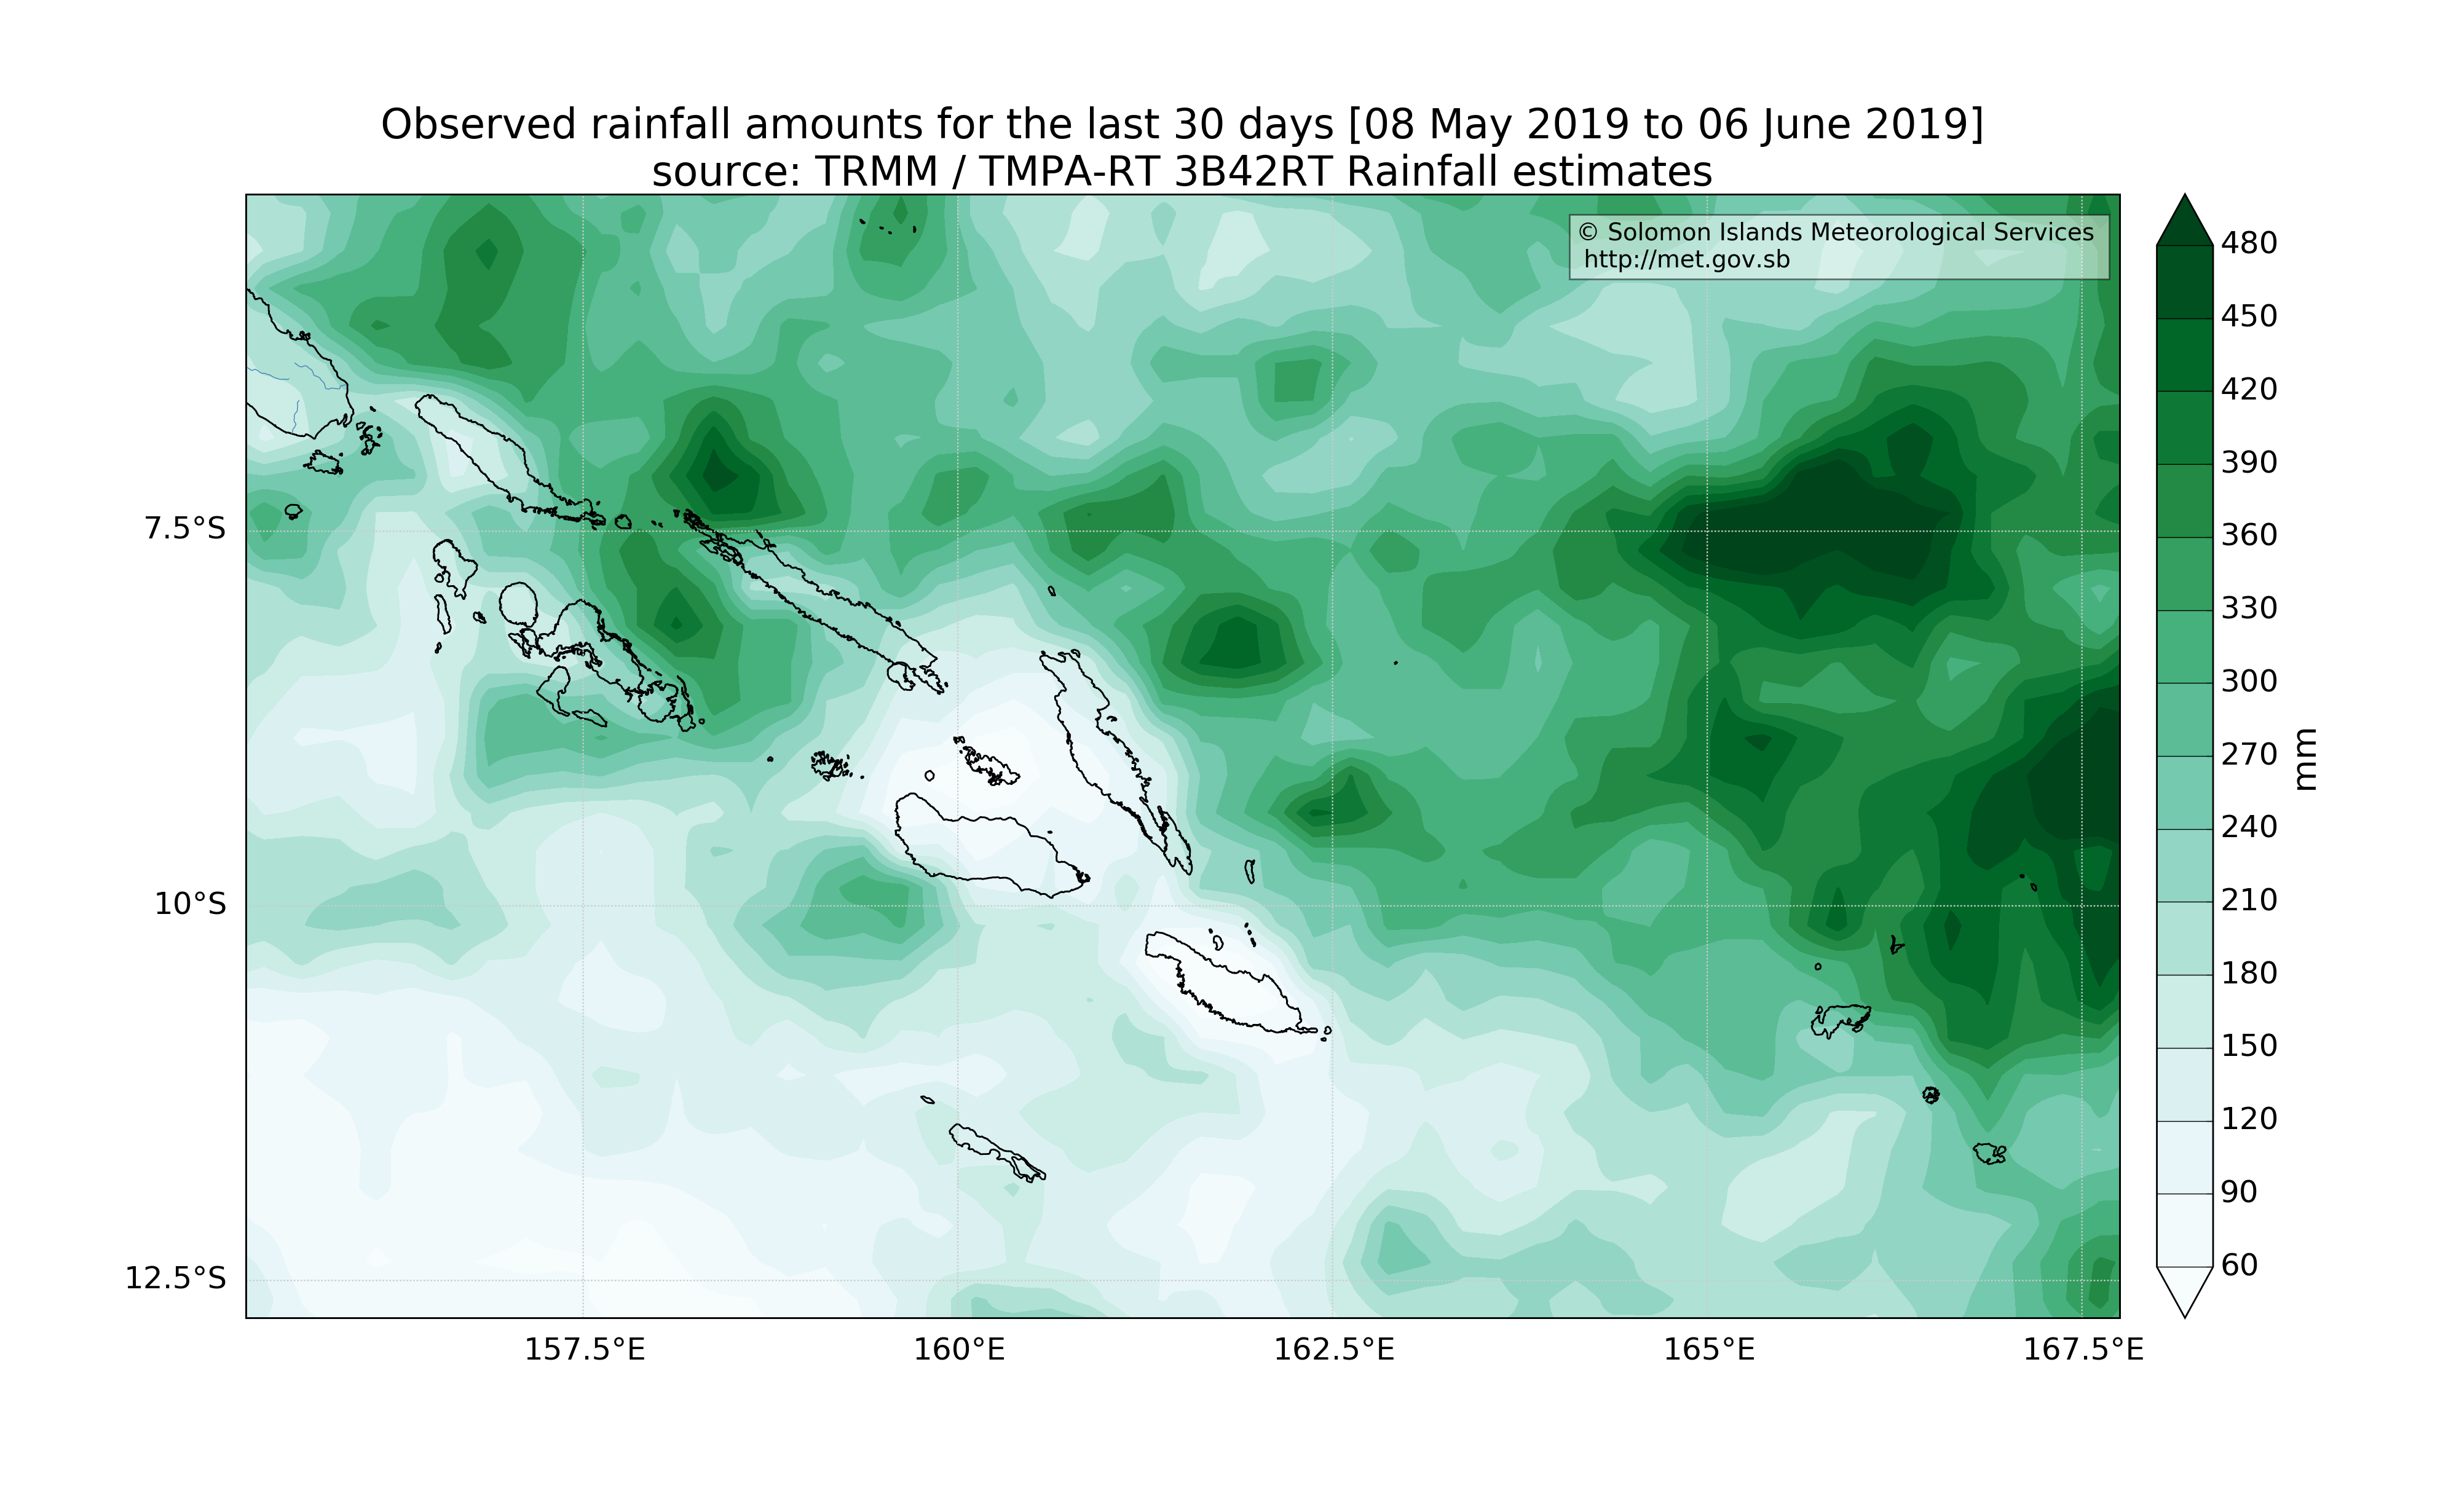 Observed rainfall amounts for the last 30 days [08 May 2019 to 06 June 2019]
source: TRMM / TMPA-RT 3B42RT Rainfall estimates
© Solomon Islands Meteorological Services
http://met.gov.sb
7.5°S
10°S
12.5°S
157.5°E
160°E
162.5°E
165°E
167.5°E
480
450
420
390
360
330
300
270
240
210
180
150
120
90
60
mm